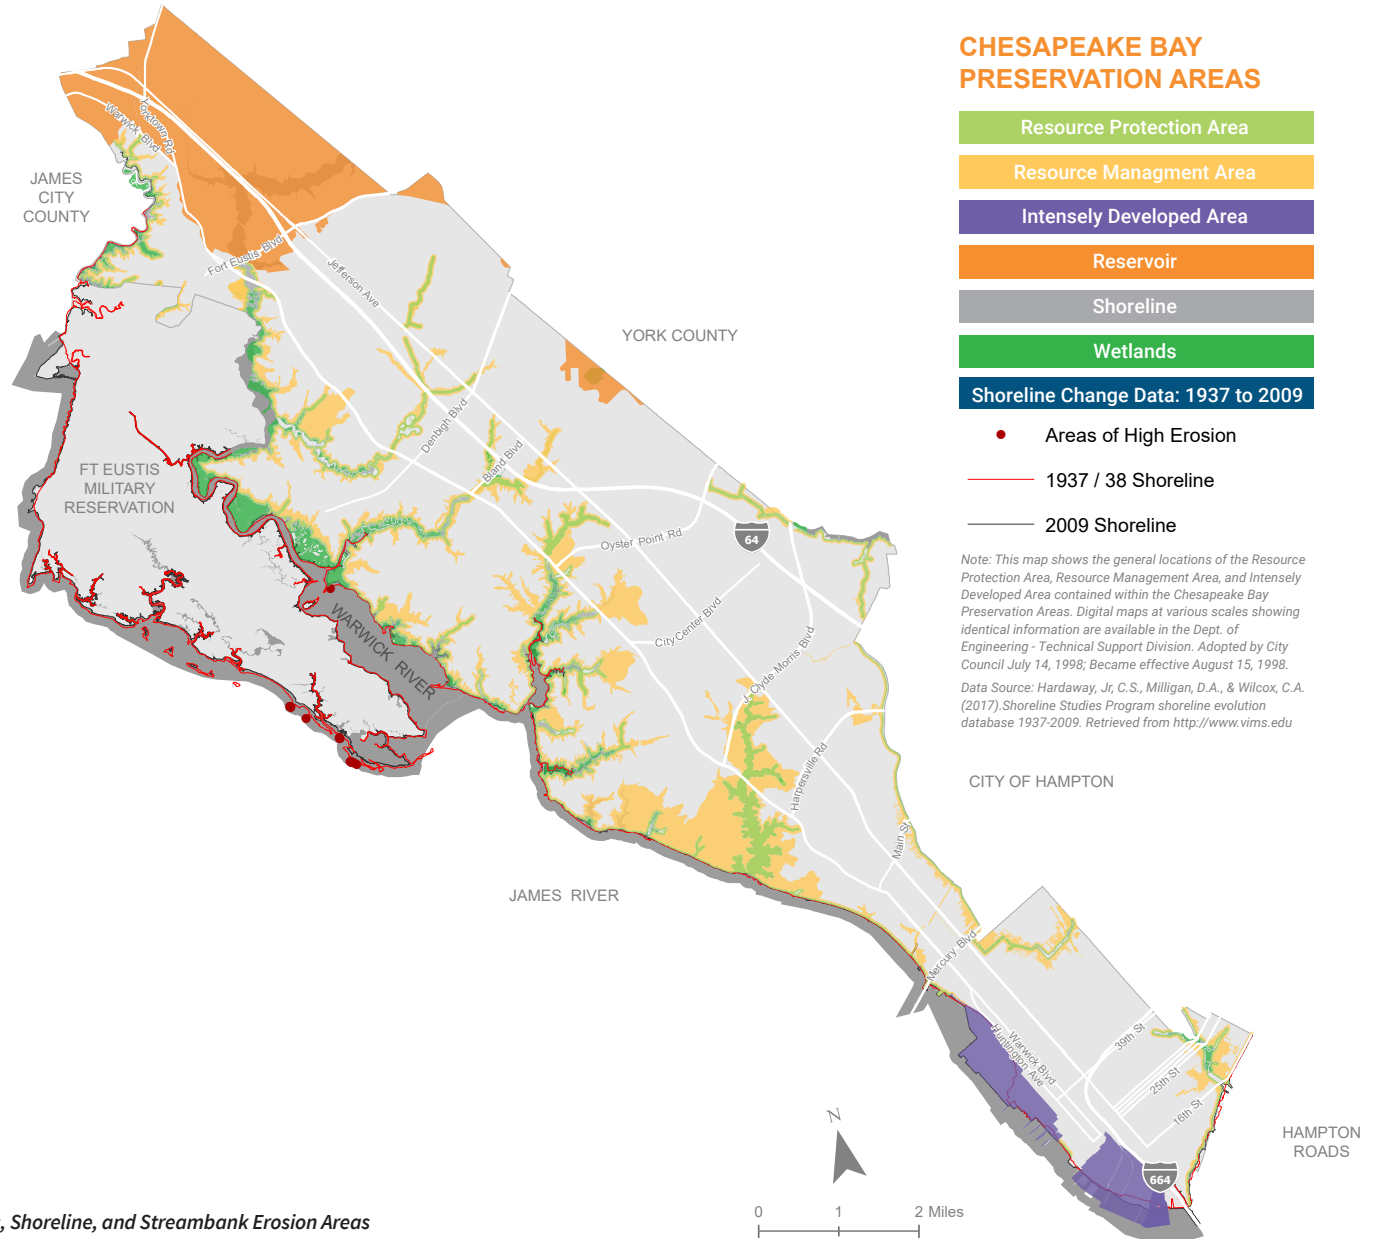 CHESAPEAKE BAY
PRESERVATION AREAS
Resource Protection Area
Resource Managment Area
Intensely Developed Area
Reservoir
Shoreline
Wetlands
Shoreline Change Data: 1937 to 2009
Areas of High Erosion
1937 / 38 Shoreline
2009 Shoreline
Note: This map shows the general locations of the Resource
Protection Area, Resource Management Area, and Intensely
Developed Area contained within the Chesapeake Bay
Preservation Areas. Digital maps at various scales showing
identical information are available in the Dept. of
Engineering - Technical Support Division. Adopted by City
Council July 14, 1998; Became effective August 15, 1998.
Data Source: Hardaway, Jr, C.S., Milligan, D.A., & Wilcox, C.A.
(2017).Shoreline Studies Program shoreline evolution
database 1937-2009. Retrieved from http://www.vims.edu
Yorktown Rd
Warwick Blvd
JAMES
CITY
COUNTY
Fort Eustis Blvd
Jefferson Ave
YORK COUNTY
Denbigh Blvd
Bland Blvd
FT EUSTIS
MILITARY
RESERVATION
Oyster Point Rd
64
WARWICK RIVER
City Center Blvd
J. Clyde Morris Blvd
Harpersville Rd
CITY OF HAMPTON
Main St
JAMES RIVER
Mercury Blvd
Warwick Blvd
Huntington Ave
39th St
25th St
16th St
HAMPTON
ROADS
664
N
0 1 2 Miles
, Shoreline, and Streambank Erosion Areas